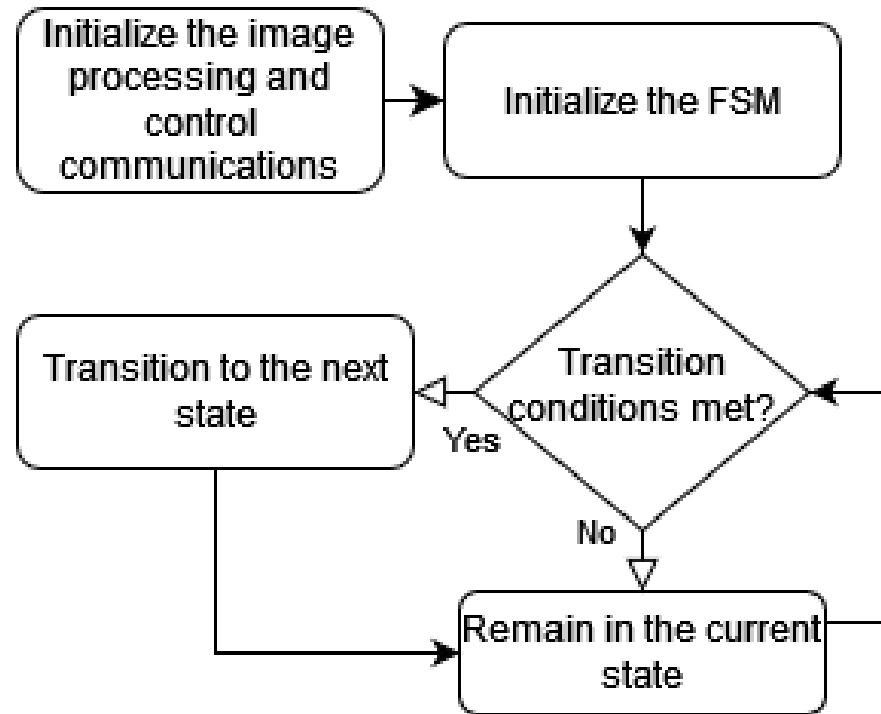 Initialize the image
processing and
control
communications
Initialize the FSM
Transition
conditions met?
Transition to the next
state
Yes
No
Remain in the current
state